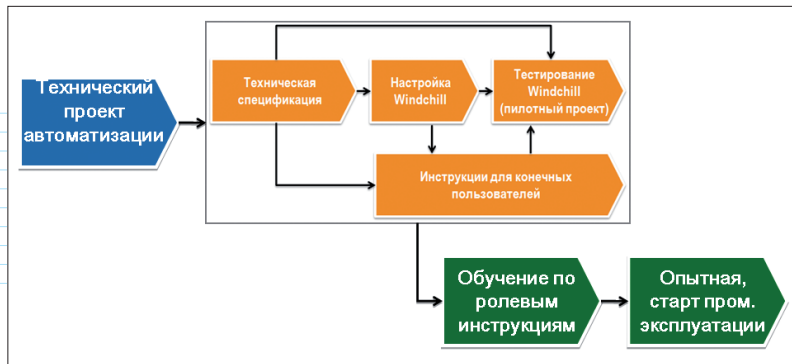 Технический
проект
автоматизации
Техническая
спецификация
Настройка
Windchill
Тестирование
Windchill
(пилотный проект)
Инструкции для конечных
пользователей
Обучение по
ролевым
инструкциям
Опытная,
старт пром.
эксплуатации